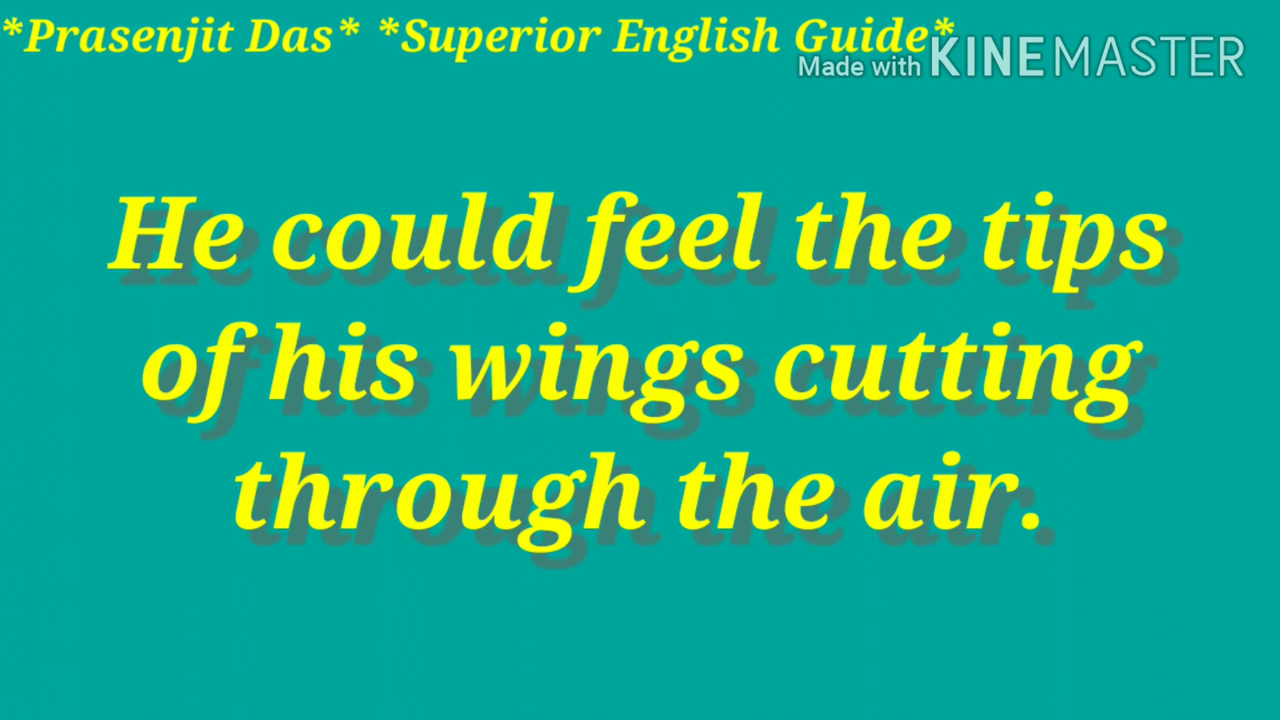 *Prasenjit Das* *Superior English Guide*
Made with KINEMASTER
He could feel the tips
of his wings cutting
through the air.